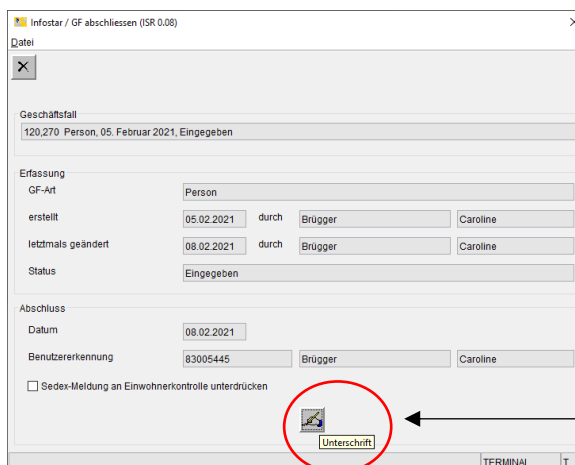 Infostar / GF abschliessen (ISR 0.08)
Datei
Geschäftsfall
120,270 Person, 05. Februar 2021, Eingegeben
Erfassung
GF-Art Person
erstellt 05.02.2021 durch Brügger Caroline
letztmals geändert 08.02.2021 durch Brügger Caroline
Status Eingegeben
Abschluss
Datum 08.02.2021
Benutzererkennung 83005445 Brügger Caroline
Sedex-Meldung an Einwohnerkontrolle unterdrücken
Unterschrift
TERMINAL T